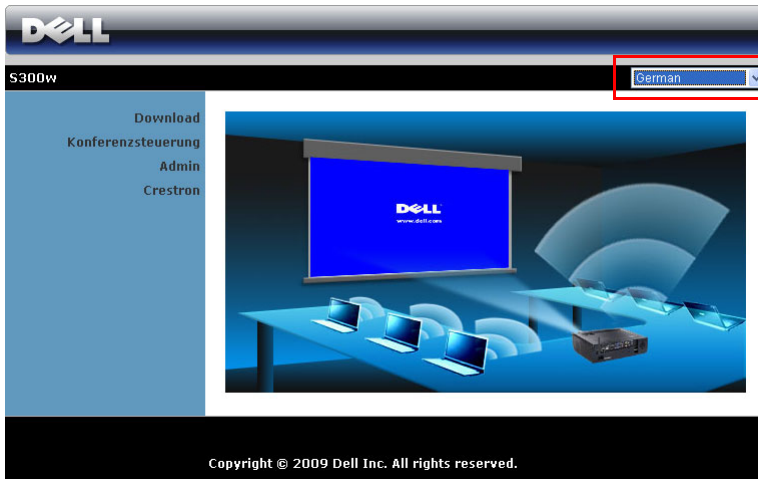 DELL
S300w
German
Download
Konferenzsteuerung
Admin
Crestron
DELL
www.dell.com
Copyright © 2009 Dell Inc. All rights reserved.